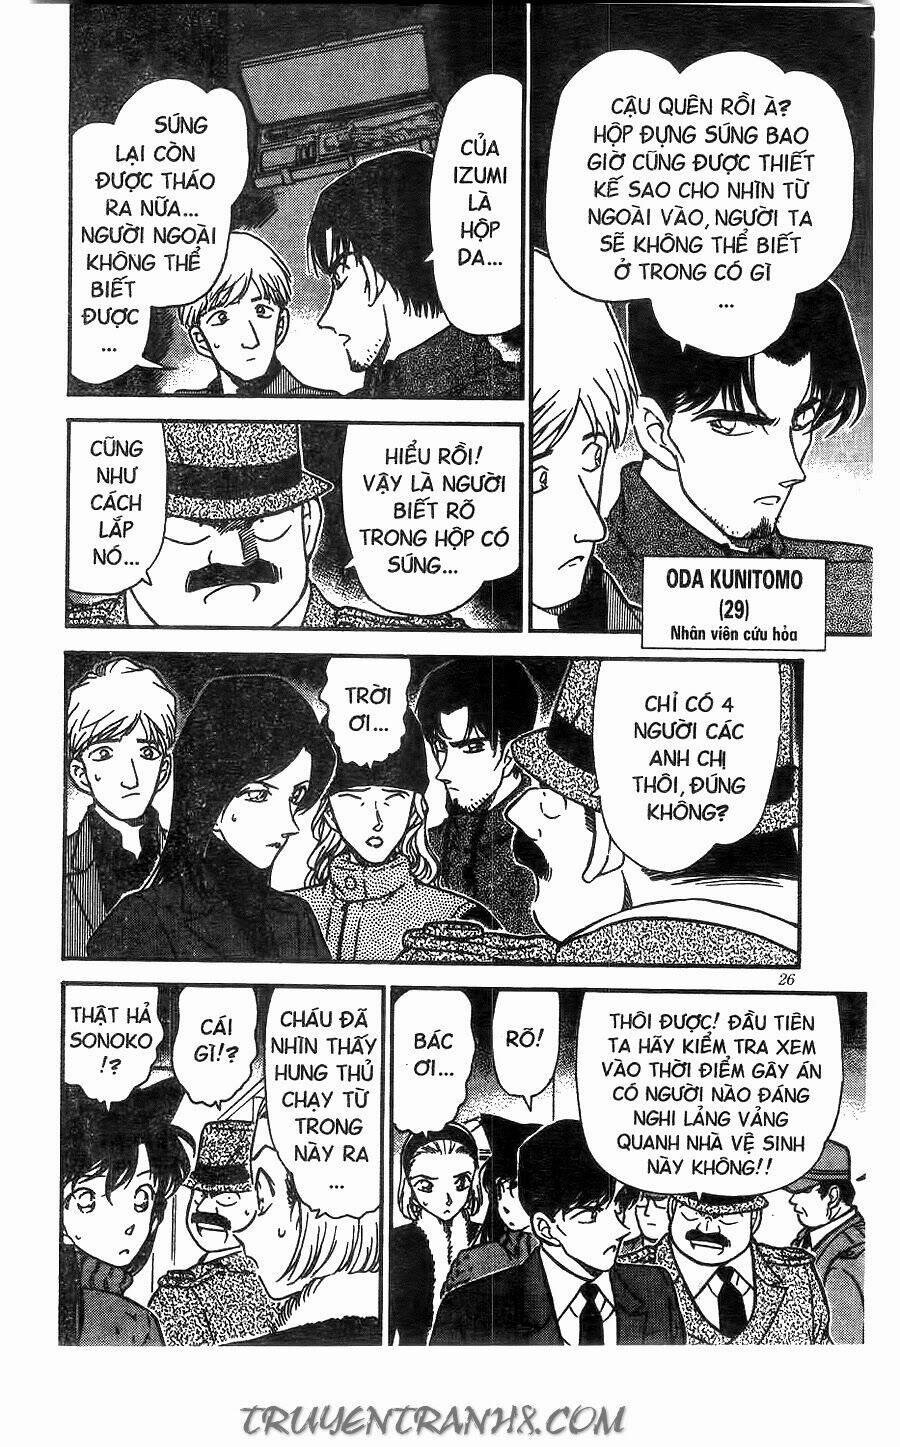 CẬU QUÊN RỒI À?
HỘP ĐỰNG SÚNG BAO
GIỜ CŨNG ĐƯỢC THIẾT
KẾ SAO CHO NHÌN TỪ
NGOÀI VÀO, NGƯỜI TA
SẼ KHÔNG THỂ BIẾT
Ở TRONG CÓ GÌ
...
CỦA
IZUMI
LÀ
HỘP
DA...
SÚNG
LẠI CÒN
ĐƯỢC THÁO
RA NỮA...
NGƯỜI NGOÀI
KHÔNG THỂ
BIẾT
ĐƯỢC
...
ODA KUNITOMO
(29)
Nhân viên cứu hỏa
HIỂU RỒI!
VẬY LÀ NGƯỜI
BIẾT RÕ
TRONG HỘP CÓ
SÚNG...
CŨNG
NHƯ
CÁCH
LẮP
NÓ...
CHỈ CÓ 4
NGƯỜI CÁC
ANH CHỊ
THÔI, ĐÚNG
KHÔNG?
TRỜI
ƠI...
26
THÔI ĐƯỢC! ĐẦU TIÊN
TA HÃY KIỂM TRA XEM
VÀO THỜI ĐIỂM GÂY ÁN
CÓ NGƯỜI NÀO ĐÁNG
NGHI LẢNG VẢNG
QUANH NHÀ VỆ SINH
NÀY KHÔNG!!
RÕ!
BÁC
ƠI...
CHÁU ĐÃ
NHÌN THẤY
HUNG THỦ
CHẠY TỪ
TRONG
NÀY RA
...
CÁI
GÌ!?
THẬT HẢ
SONOKO
!?
TRUYENTRANH8.COM